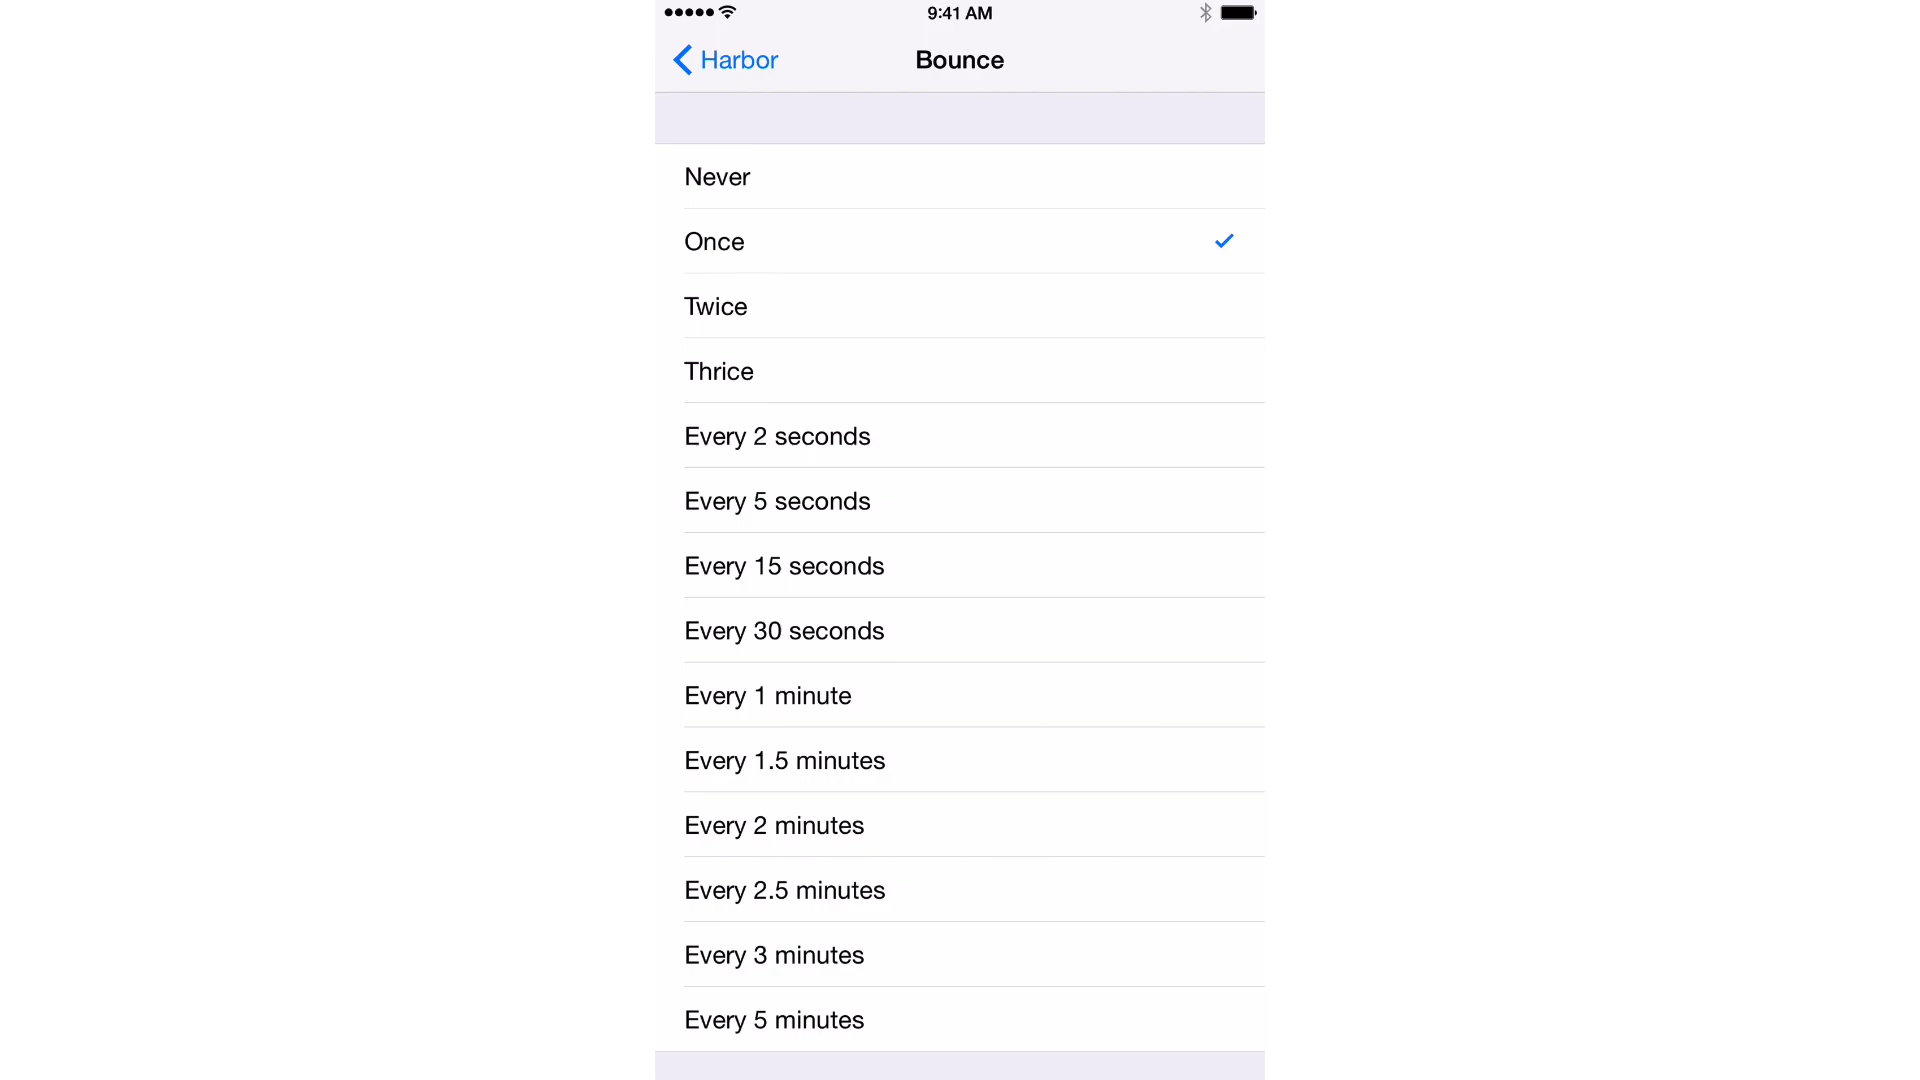 9:41 AM
Harbor
Bounce
Never
Once
Twice
Thrice
Every 2 seconds
Every 5 seconds
Every 15 seconds
Every 30 seconds
Every 1 minute
Every 1.5 minutes
Every 2 minutes
Every 2.5 minutes
Every 3 minutes
Every 5 minutes